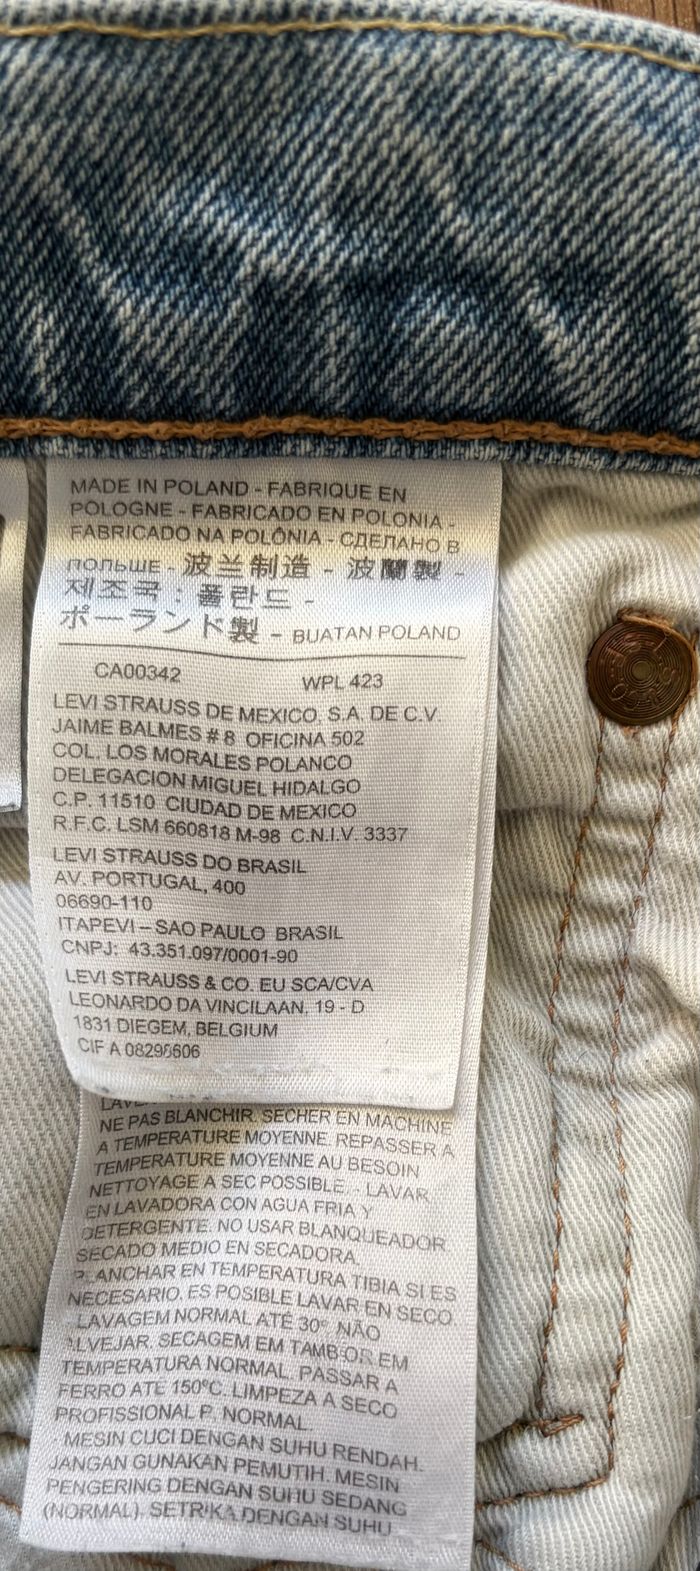 MADE IN POLAND - FABRIQUE EN
POLOGNE - FABRICADO EN POLONIA -
FABRICADO NA POLÔNIA - СДЕЛАНО В
ПОЛЬШЕ - 波兰制造 - 波蘭製 -
제조국 : 폴란드 -
ポーランド製 - BUATAN POLAND
CA00342 WPL 423
LEVI STRAUSS DE MEXICO. S.A. DE C.V.
JAIME BALMES # 8 OFICINA 502
COL. LOS MORALES POLANCO
DELEGACION MIGUEL HIDALGO
C.P. 11510 CIUDAD DE MEXICO
R.F.C. LSM 660818 M-98 C.N.I.V. 3337
LEVI STRAUSS DO BRASIL
AV. PORTUGAL, 400
06690-110
ITAPEVI – SAO PAULO BRASIL
CNPJ: 43.351.097/0001-90
LEVI STRAUSS & CO. EU SCA/CVA
LEONARDO DA VINCILAAN, 19 - D
1831 DIEGEM, BELGIUM
CIF A 08296606
NE PAS BLANCHIR. SECHER EN MACHINE
A TEMPERATURE MOYENNE. REPASSER A
TEMPERATURE MOYENNE AU BESOIN
NETTOYAGE A SEC POSSIBLE. - LAVAR
EN LAVADORA CON AGUA FRIA Y
DETERGENTE. NO USAR BLANQUEADOR.
SECADO MEDIO EN SECADORA.
PLANCHAR EN TEMPERATURA TIBIA SI ES
NECESARIO. ES POSIBLE LAVAR EN SECO.
LAVAGEM NORMAL ATÉ 30°. NÃO
ALVEJAR. SECAGEM EM TAMBOR EM
TEMPERATURA NORMAL. PASSAR A
FERRO ATÉ 150°C. LIMPEZA A SECO
PROFISSIONAL P, NORMAL.
MESIN CUCI DENGAN SUHU RENDAH.
JANGAN GUNAKAN PEMUTIH. MESIN
PENGERING DENGAN SUHU SEDANG
(NORMAL). SETRIKA DENGAN SUHU